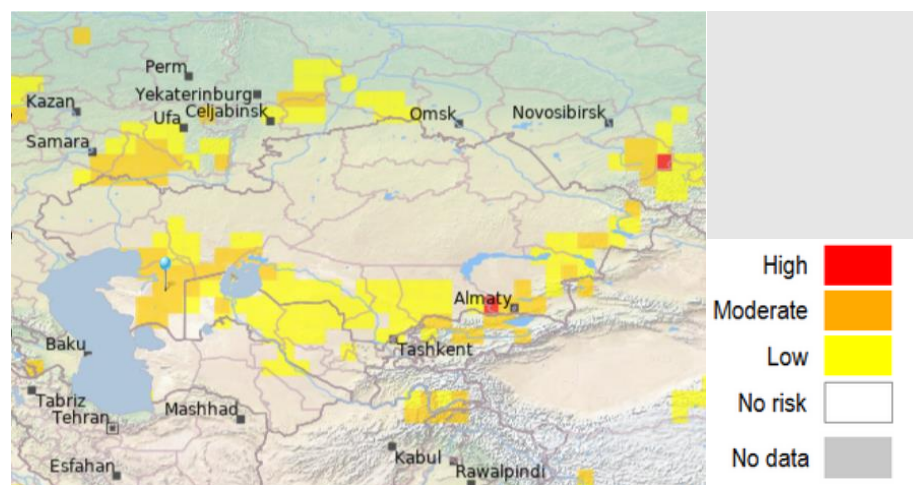 Perm
Yekaterinburg
Kazan
Celjabinsk
Ufa
Omsk
Novosibirsk
Samara
Almaty
Baku
Tashkent
Tabriz
Tehran
Mashhad
Kabul
Esfahan
Rawalpindi
High
Moderate
Low
No risk
No data